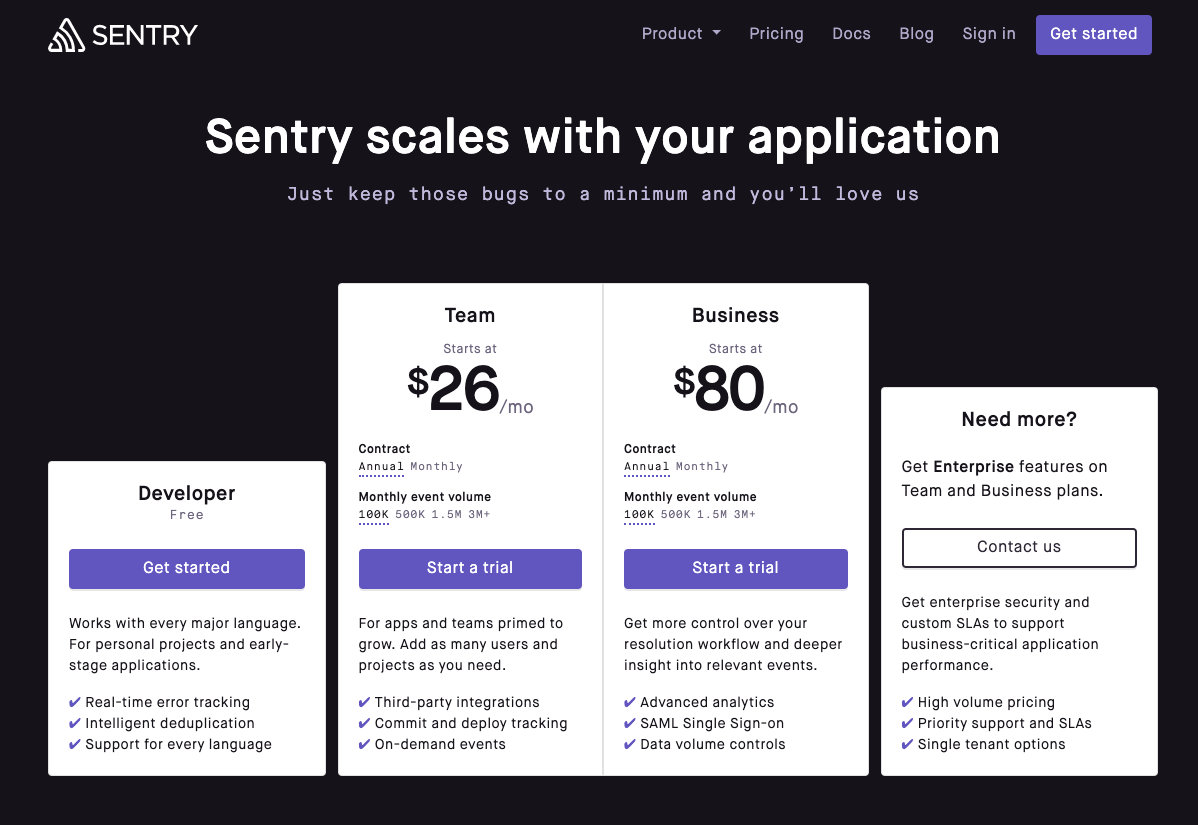 SENTRY
Product
Pricing
Docs
Blog
Sign in
Get started
Sentry scales with your application
Just keep those bugs to a minimum and you’ll love us
Developer
Free
Get started
Works with every major language.
For personal projects and early-
stage applications.
✔ Real-time error tracking
✔ Intelligent deduplication
✔ Support for every language
Team
Starts at
$26/mo
Contract
Annual Monthly
Monthly event volume
100K 500K 1.5M 3M+
Start a trial
For apps and teams primed to
grow. Add as many users and
projects as you need.
✔ Third-party integrations
✔ Commit and deploy tracking
✔ On-demand events
Business
Starts at
$80/mo
Contract
Annual Monthly
Monthly event volume
100K 500K 1.5M 3M+
Start a trial
Get more control over your
resolution workflow and deeper
insight into relevant events.
✔ Advanced analytics
✔ SAML Single Sign-on
✔ Data volume controls
Need more?
Get Enterprise features on
Team and Business plans.
Contact us
Get enterprise security and
custom SLAs to support
business-critical application
performance.
✔ High volume pricing
✔ Priority support and SLAs
✔ Single tenant options